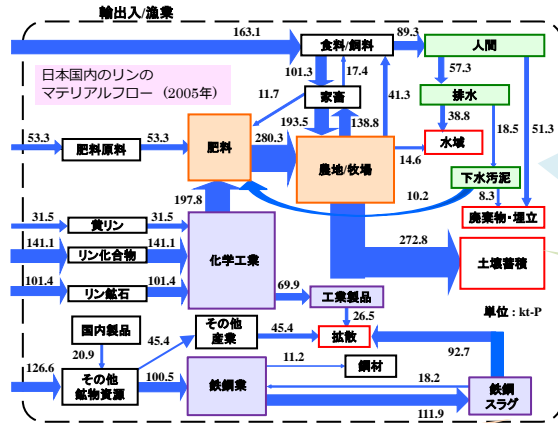 輸出入/漁業
163.1
食料/飼料
89.3
人間
日本国内のリンの
マテリアルフロー (2005年)
101.3
17.4
57.3
11.7
家畜
41.3
排水
193.5
138.8
38.8
18.5
51.3
53.3
肥料原料
53.3
肥料
280.3
農地/牧場
14.6
水域
下水汚泥
10.2
8.3
197.8
廃棄物・埋立
31.5
黄リン
31.5
141.1
リン化合物
141.1
化学工業
272.8
土壌蓄積
101.4
リン鉱石
101.4
69.9
工業製品
国内製品
その他
産業
26.5
単位：kt-P
45.4
45.4
拡散
20.9
92.7
126.6
その他
鉱物資源
100.5
鉄鋼業
11.2
鋼材
18.2
鉄鋼
スラグ
111.9